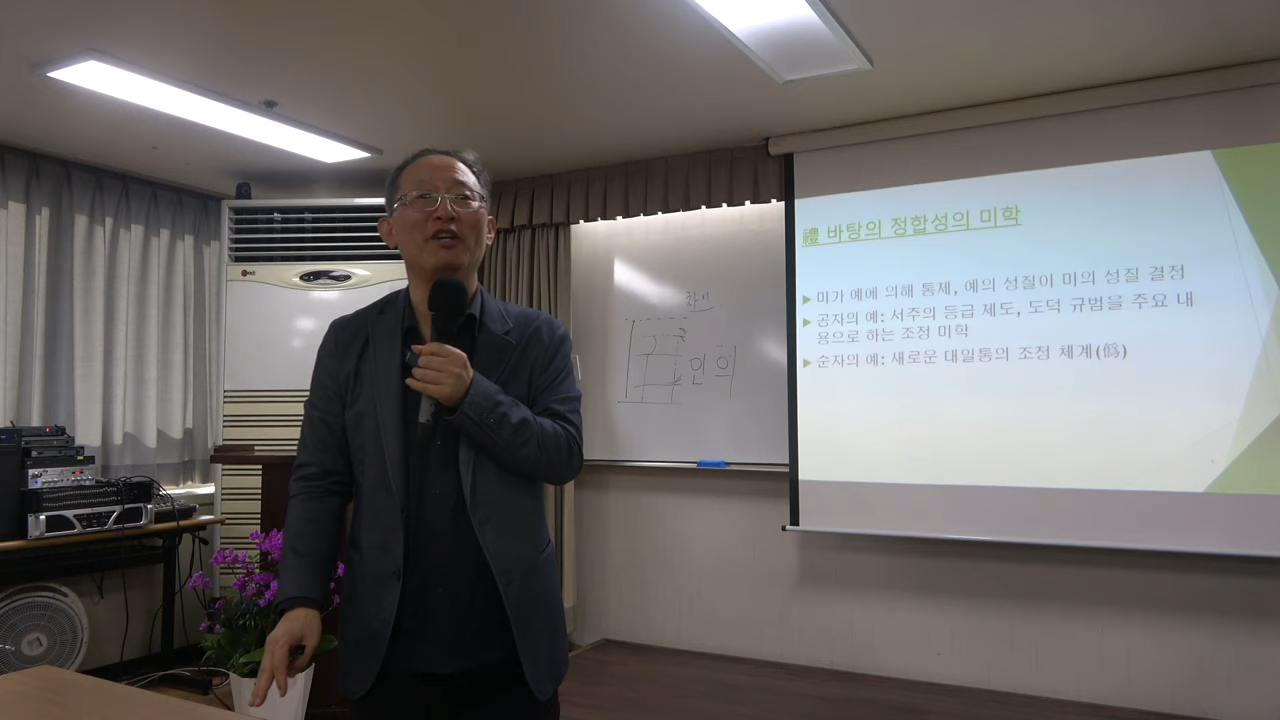 차이
인의
禮 바탕의 정합성의 미학
미가 예에 의해 통제, 예의 성질이 미의 성질 결정
공자의 예: 서주의 등급 제도, 도덕 규범을 주요 내
용으로 하는 조정 미학
순자의 예: 새로운 대일통의 조정 체계(僞)